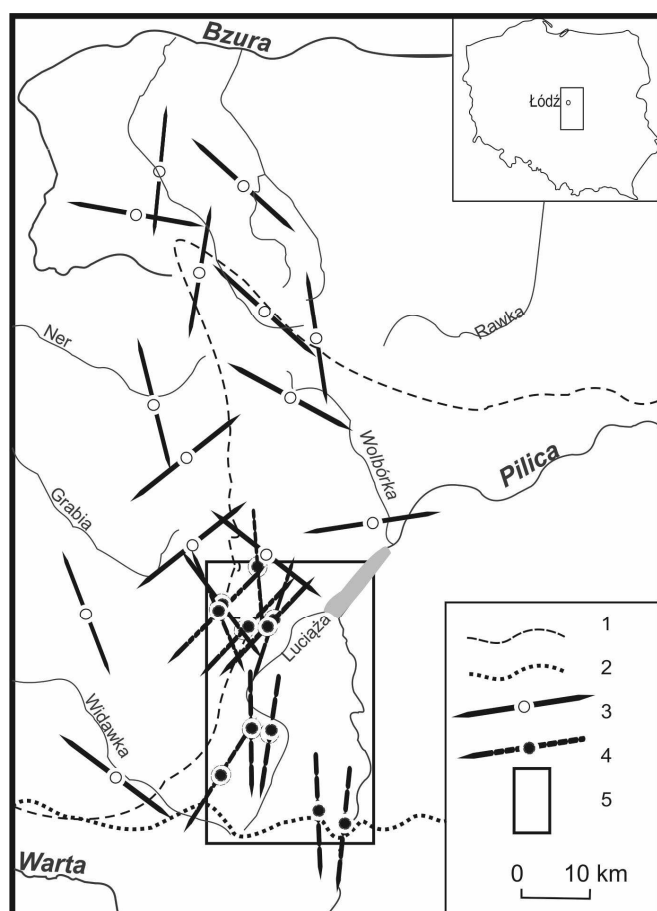 Bzura
Łódź
Rawka
Ner
Wolbórka
Pilica
Grabia
Luciąża
Widawka
Warta
1
2
3
4
5
0 10 km